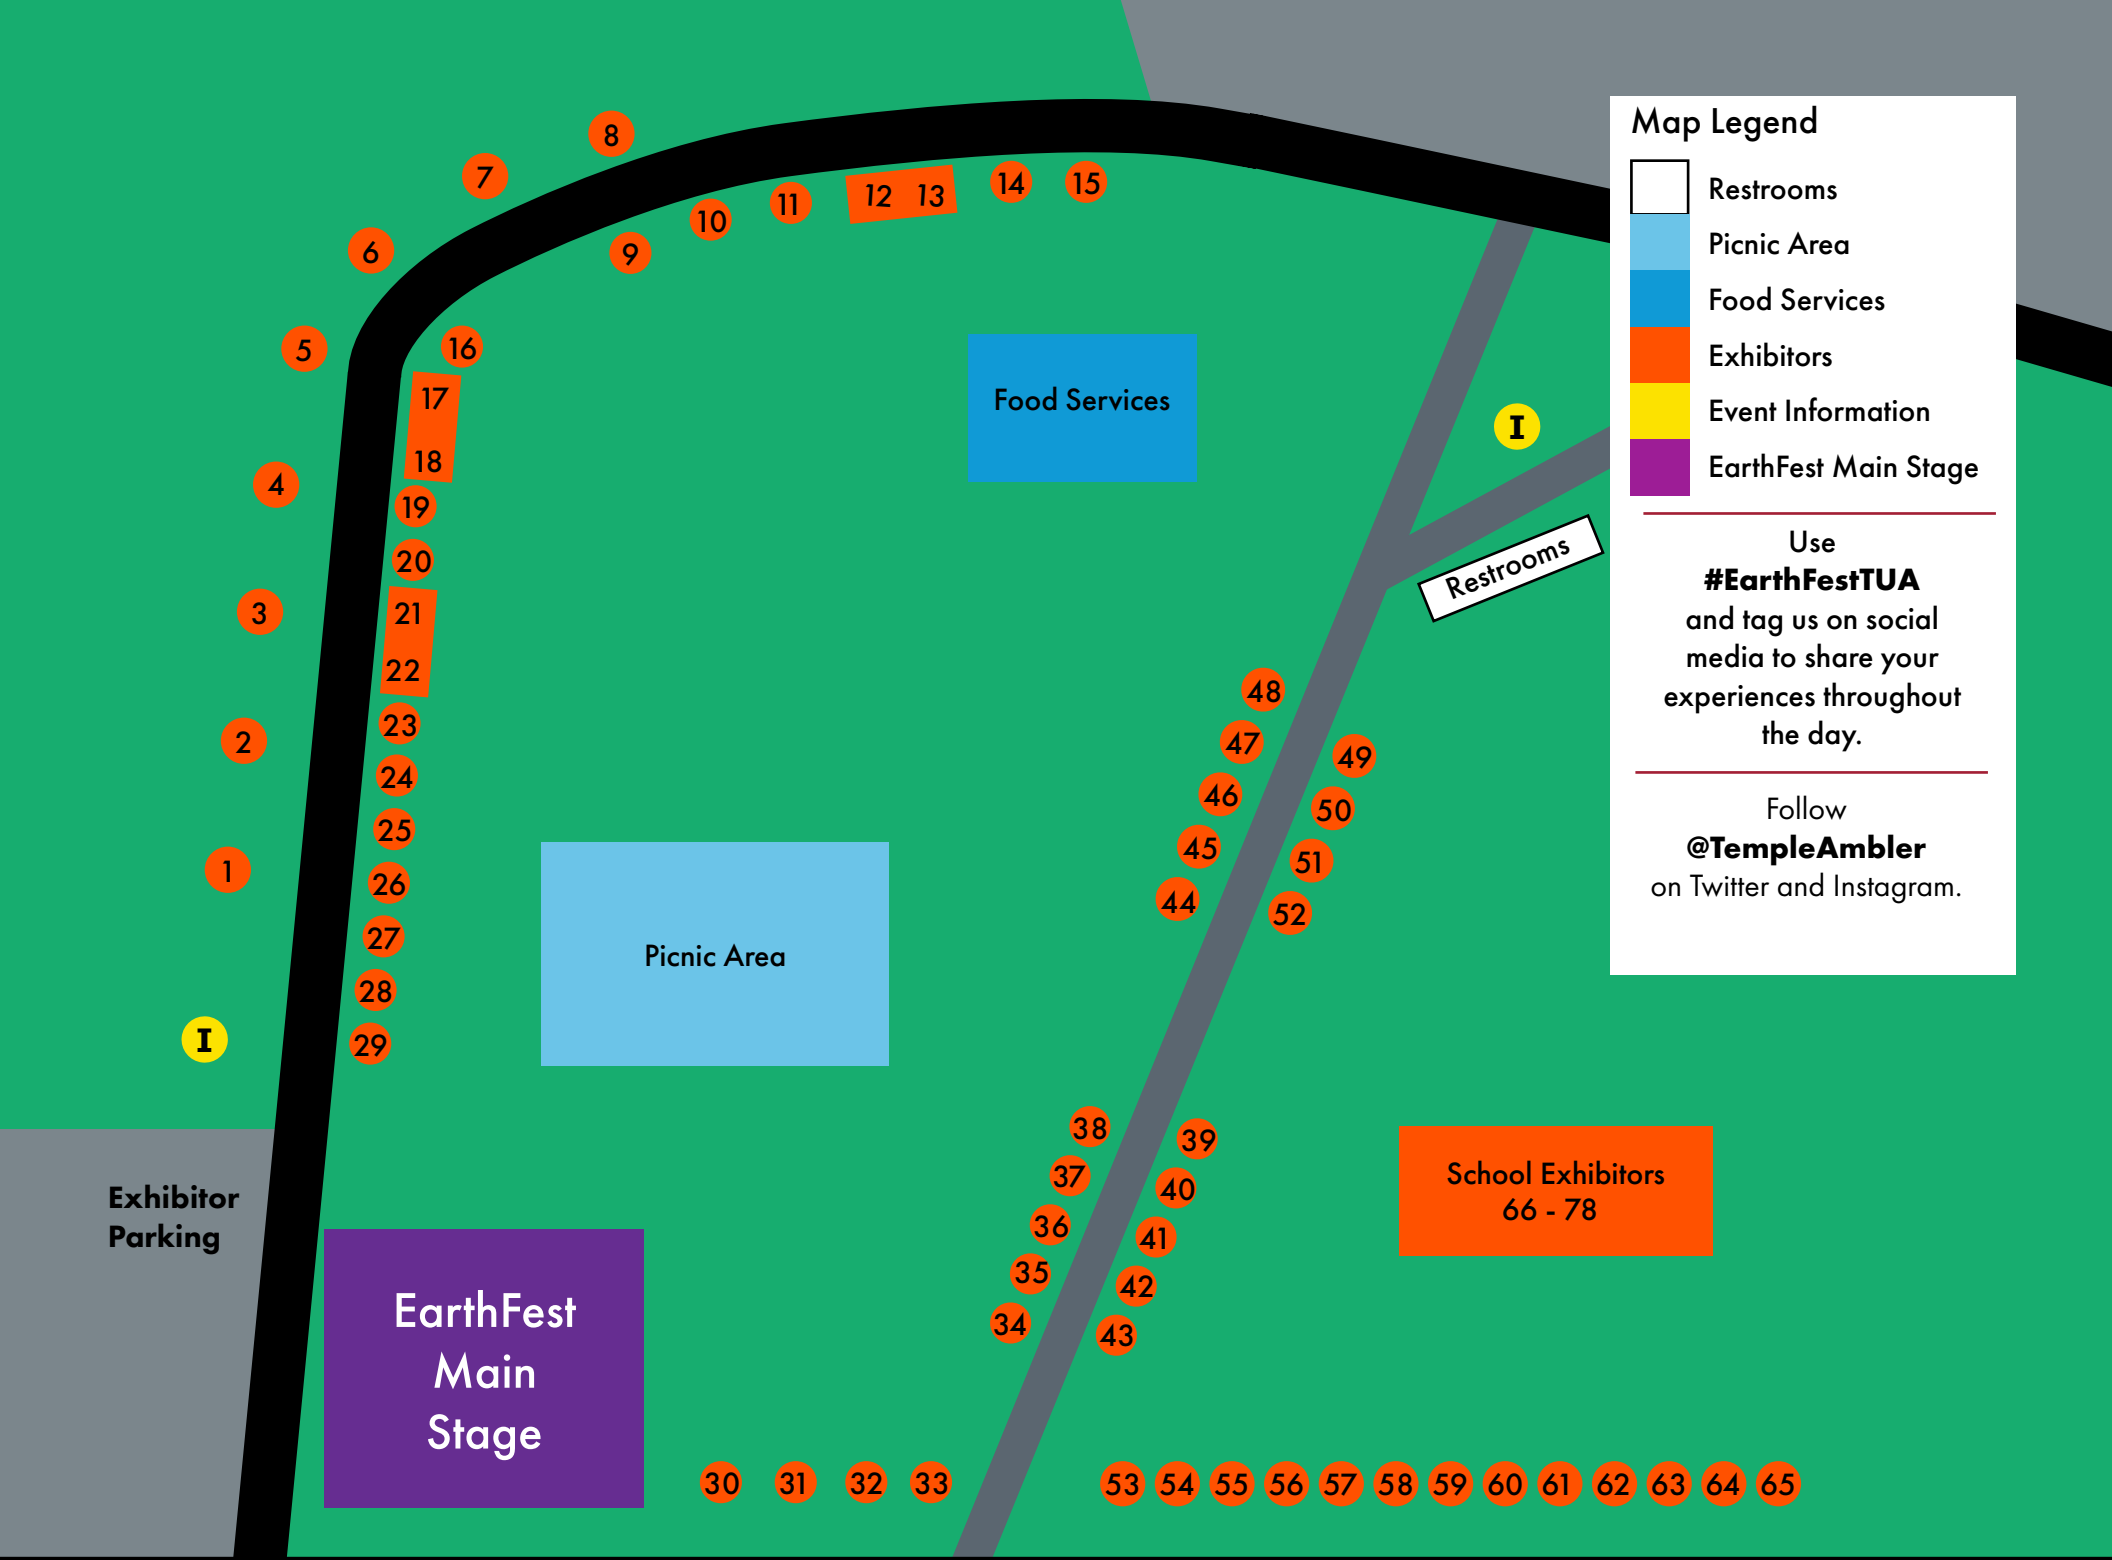 8
7
6
5
4
3
2
1
I
9
10
11
12 13
14
15
16
17
18
19
20
21
22
23
24
25
26
27
28
29
Food Services
I
Restrooms
Picnic Area
48
47
46
45
44
49
50
51
52
38
37
36
35
34
39
40
41
42
43
School Exhibitors
66 - 78
Exhibitor
Parking
EarthFest
Main
Stage
30 31 32 33
53 54 55 56 57 58 59 60 61 62 63 64 65
Map Legend
Restrooms
Picnic Area
Food Services
Exhibitors
Event Information
EarthFest Main Stage
Use
#EarthFestTUA
and tag us on social
media to share your
experiences throughout
the day.
Follow
@TempleAmbler
on Twitter and Instagram.